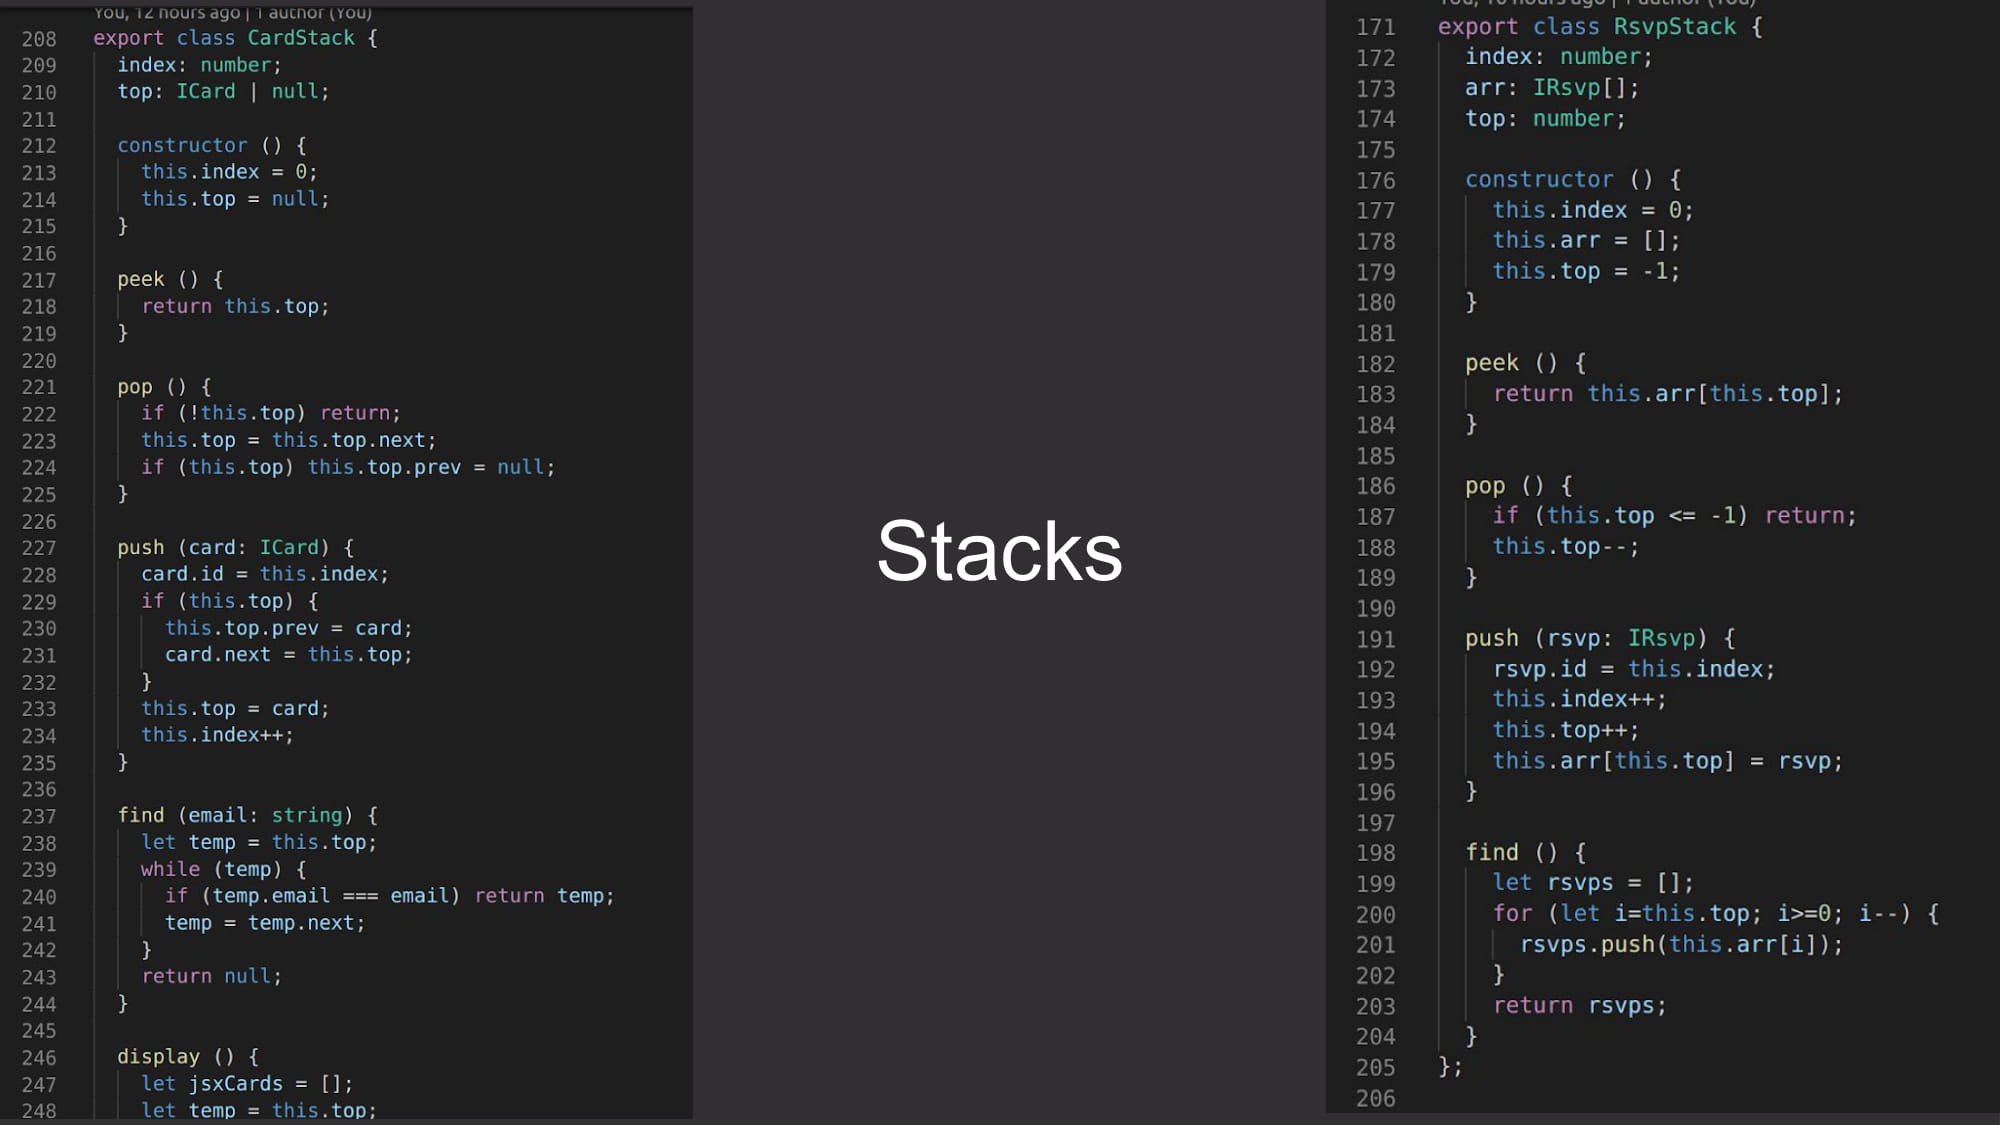 You, 12 hours ago | 1 author (You)
208 export class CardStack {
209 index: number;
210 top: ICard | null;
211
212 constructor () {
213 this.index = 0;
214 this.top = null;
215 }
216
217 peek () {
218 return this.top;
219 }
220
221 pop () {
222 if (!this.top) return;
223 this.top = this.top.next;
224 if (this.top) this.top.prev = null;
225 }
226
227 push (card: ICard) {
228 card.id = this.index;
229 if (this.top) {
230 this.top.prev = card;
231 card.next = this.top;
232 }
233 this.top = card;
234 this.index++;
235 }
236
237 find (email: string) {
238 let temp = this.top;
239 while (temp) {
240 if (temp.email === email) return temp;
241 temp = temp.next;
242 }
243 return null;
244 }
245
246 display () {
247 let jsxCards = [];
248 let temp = this.top;
Stacks
You, 10 hours ago | 1 author (You)
171 export class RsvpStack {
172 index: number;
173 arr: IRsvp[];
174 top: number;
175
176 constructor () {
177 this.index = 0;
178 this.arr = [];
179 this.top = -1;
180 }
181
182 peek () {
183 return this.arr[this.top];
184 }
185
186 pop () {
187 if (this.top <= -1) return;
188 this.top--;
189 }
190
191 push (rsvp: IRsvp) {
192 rsvp.id = this.index;
193 this.index++;
194 this.top++;
195 this.arr[this.top] = rsvp;
196 }
197
198 find () {
199 let rsvps = [];
200 for (let i=this.top; i>=0; i--) {
201 rsvps.push(this.arr[i]);
202 }
203 return rsvps;
204 }
205 };
206